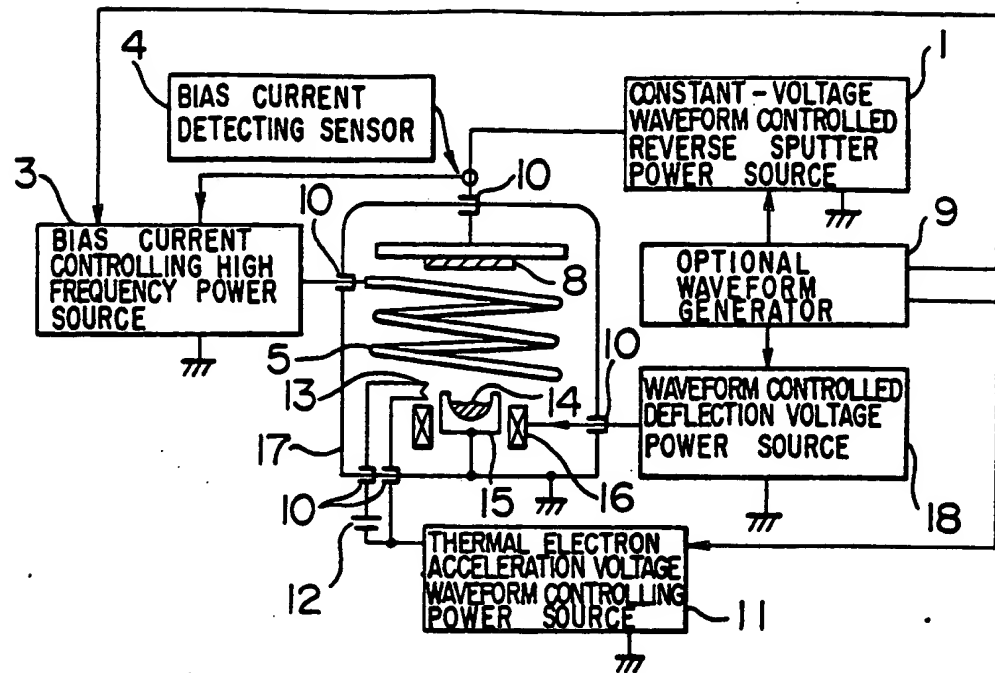 4
BIAS CURRENT
DETECTING SENSOR
1
CONSTANT-VOLTAGE
WAVEFORM CONTROLLED
REVERSE SPUTTER
POWER SOURCE
3
BIAS CURRENT
CONTROLLING HIGH
FREQUENCY POWER
SOURCE
10
10
8
9
OPTIONAL
WAVEFORM
GENERATOR
5
13
14
10
WAVEFORM CONTROLLED
DEFLECTION VOLTAGE
POWER SOURCE
17
15
16
18
10
12
THERMAL ELECTRON
ACCELERATION VOLTAGE
WAVEFORM CONTROLLING
POWER SOURCE
11